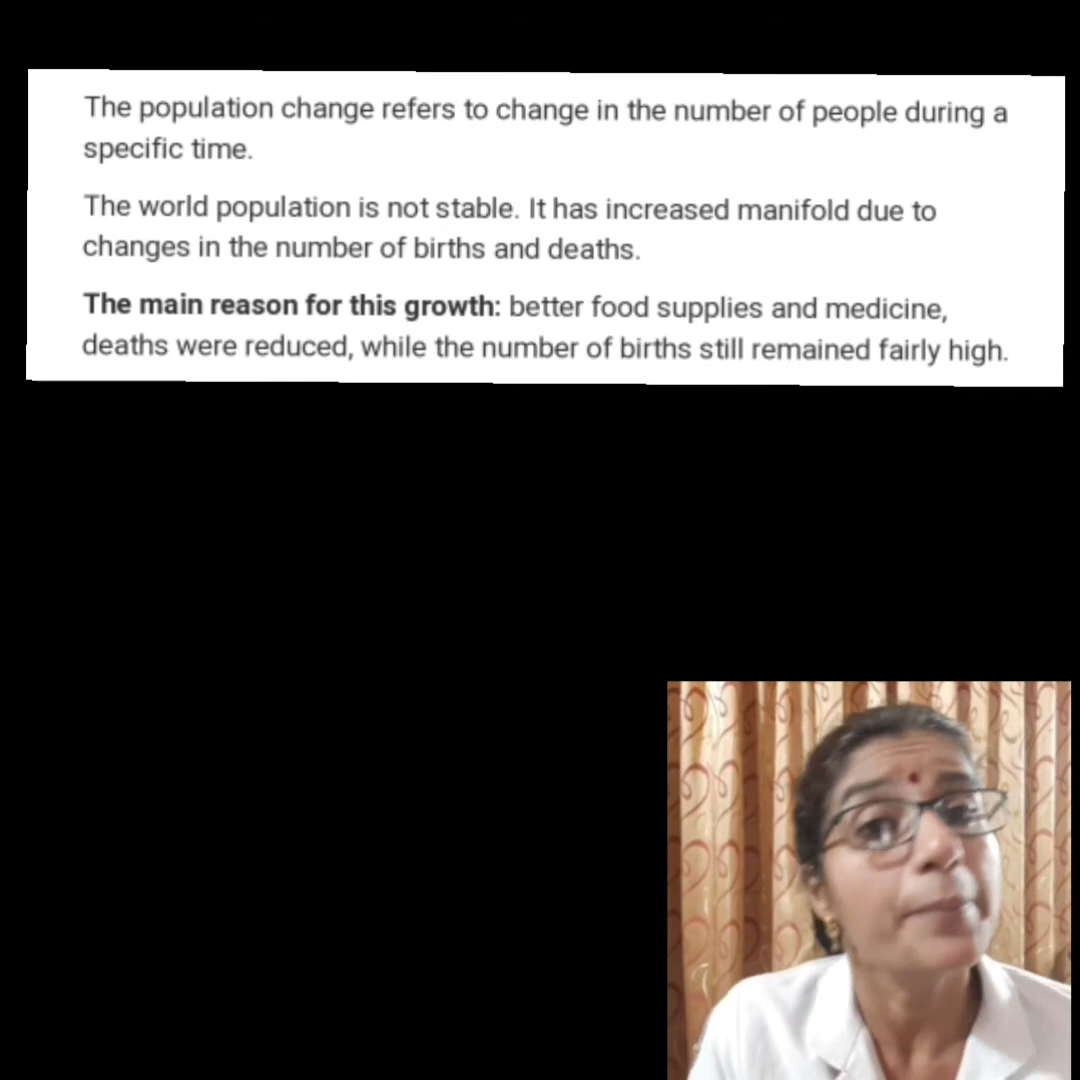 The population change refers to change in the number of people during a
specific time.
The world population is not stable. It has increased manifold due to
changes in the number of births and deaths.
The main reason for this growth: better food supplies and medicine,
deaths were reduced, while the number of births still remained fairly high.